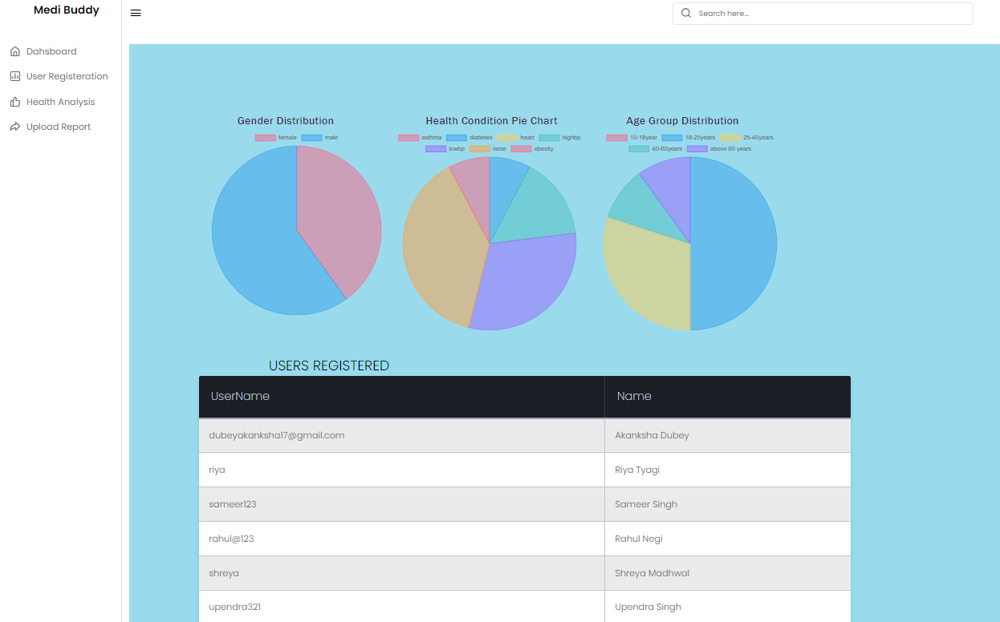 Medi Buddy
Search here...
Dahsboard
User Registeration
Health Analysis
Upload Report
Gender Distribution
female male
Health Condition Pie Chart
asthma diabetes heart highbp
lowbp none obesity
Age Group Distribution
10-18year 18-25years 25-40years
40-60years above 60 years
USERS REGISTERED
UserName Name
dubeyakanksha17@gmail.com Akanksha Dubey
riya Riya Tyagi
sameer123 Sameer Singh
rahul@123 Rahul Negi
shreya Shreya Madhwal
upendra321 Upendra Singh